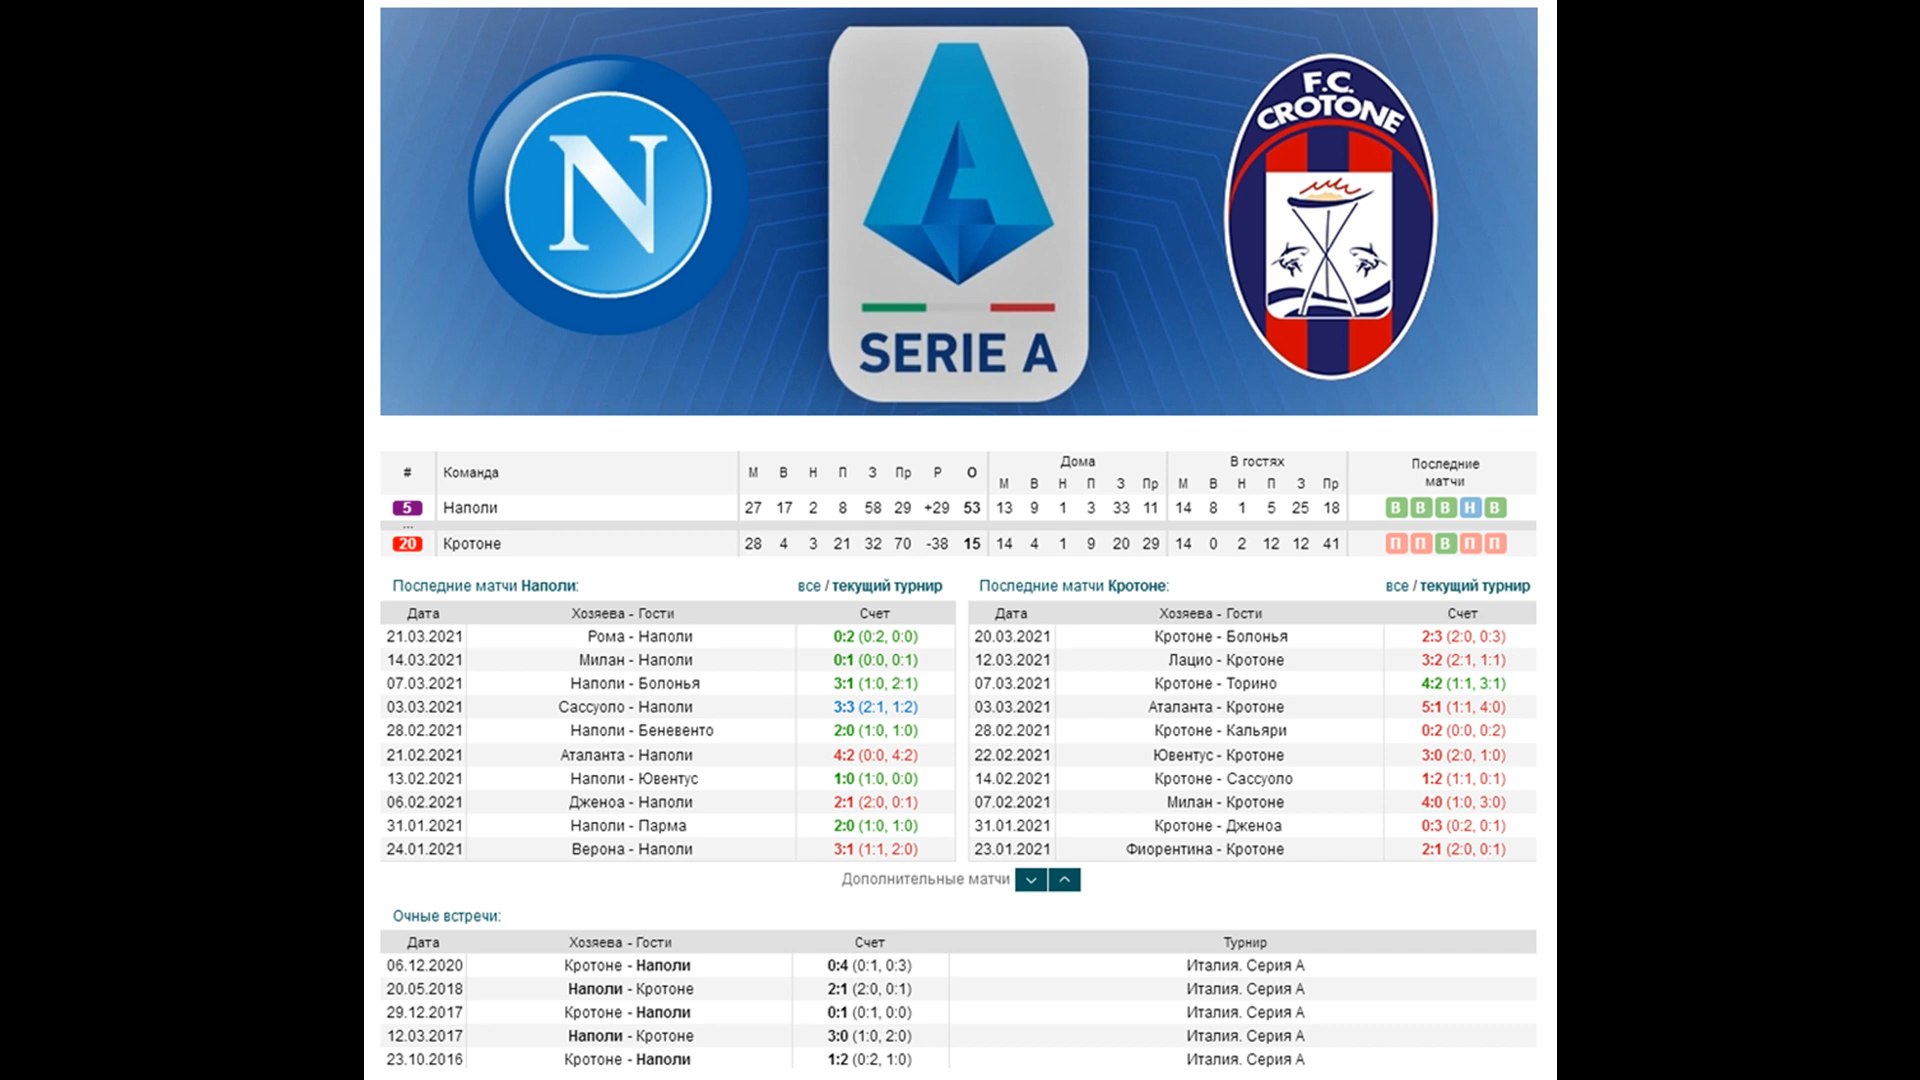 N
F.C.
CROTONE
SERIE A
# Команда М В Н П З Пр Р О Дома М В Н П З Пр В гостях М В Н П З Пр Последние матчи
5 Наполи 27 17 2 8 58 29 +29 53 13 9 1 3 33 11 14 8 1 5 25 18 В В В Н В
...
20 Кротоне 28 4 3 21 32 70 -38 15 14 4 1 9 20 29 14 0 2 12 12 41 П П В П П
Последние матчи Наполи: все / текущий турнир
Дата Хозяева - Гости Счет
21.03.2021 Рома - Наполи 0:2 (0:2, 0:0)
14.03.2021 Милан - Наполи 0:1 (0:0, 0:1)
07.03.2021 Наполи - Болонья 3:1 (1:0, 2:1)
03.03.2021 Сассуоло - Наполи 3:3 (2:1, 1:2)
28.02.2021 Наполи - Беневенто 2:0 (1:0, 1:0)
21.02.2021 Аталанта - Наполи 4:2 (0:0, 4:2)
13.02.2021 Наполи - Ювентус 1:0 (1:0, 0:0)
06.02.2021 Дженоа - Наполи 2:1 (2:0, 0:1)
31.01.2021 Наполи - Парма 2:0 (1:0, 1:0)
24.01.2021 Верона - Наполи 3:1 (1:1, 2:0)
Последние матчи Кротоне: все / текущий турнир
Дата Хозяева - Гости Счет
20.03.2021 Кротоне - Болонья 2:3 (2:0, 0:3)
12.03.2021 Лацио - Кротоне 3:2 (2:1, 1:1)
07.03.2021 Кротоне - Торино 4:2 (1:1, 3:1)
03.03.2021 Аталанта - Кротоне 5:1 (1:1, 4:0)
28.02.2021 Кротоне - Кальяри 0:2 (0:0, 0:2)
22.02.2021 Ювентус - Кротоне 3:0 (2:0, 1:0)
14.02.2021 Кротоне - Сассуоло 1:2 (1:1, 0:1)
07.02.2021 Милан - Кротоне 4:0 (1:0, 3:0)
31.01.2021 Кротоне - Дженоа 0:3 (0:2, 0:1)
23.01.2021 Фиорентина - Кротоне 2:1 (2:0, 0:1)
Дополнительные матчи
Очные встречи:
Дата Хозяева - Гости Счет Турнир
06.12.2020 Кротоне - Наполи 0:4 (0:1, 0:3) Италия. Серия А
20.05.2018 Наполи - Кротоне 2:1 (2:0, 0:1) Италия. Серия А
29.12.2017 Кротоне - Наполи 0:1 (0:1, 0:0) Италия. Серия А
12.03.2017 Наполи - Кротоне 3:0 (1:0, 2:0) Италия. Серия А
23.10.2016 Кротоне - Наполи 1:2 (0:2, 1:0) Италия. Серия А